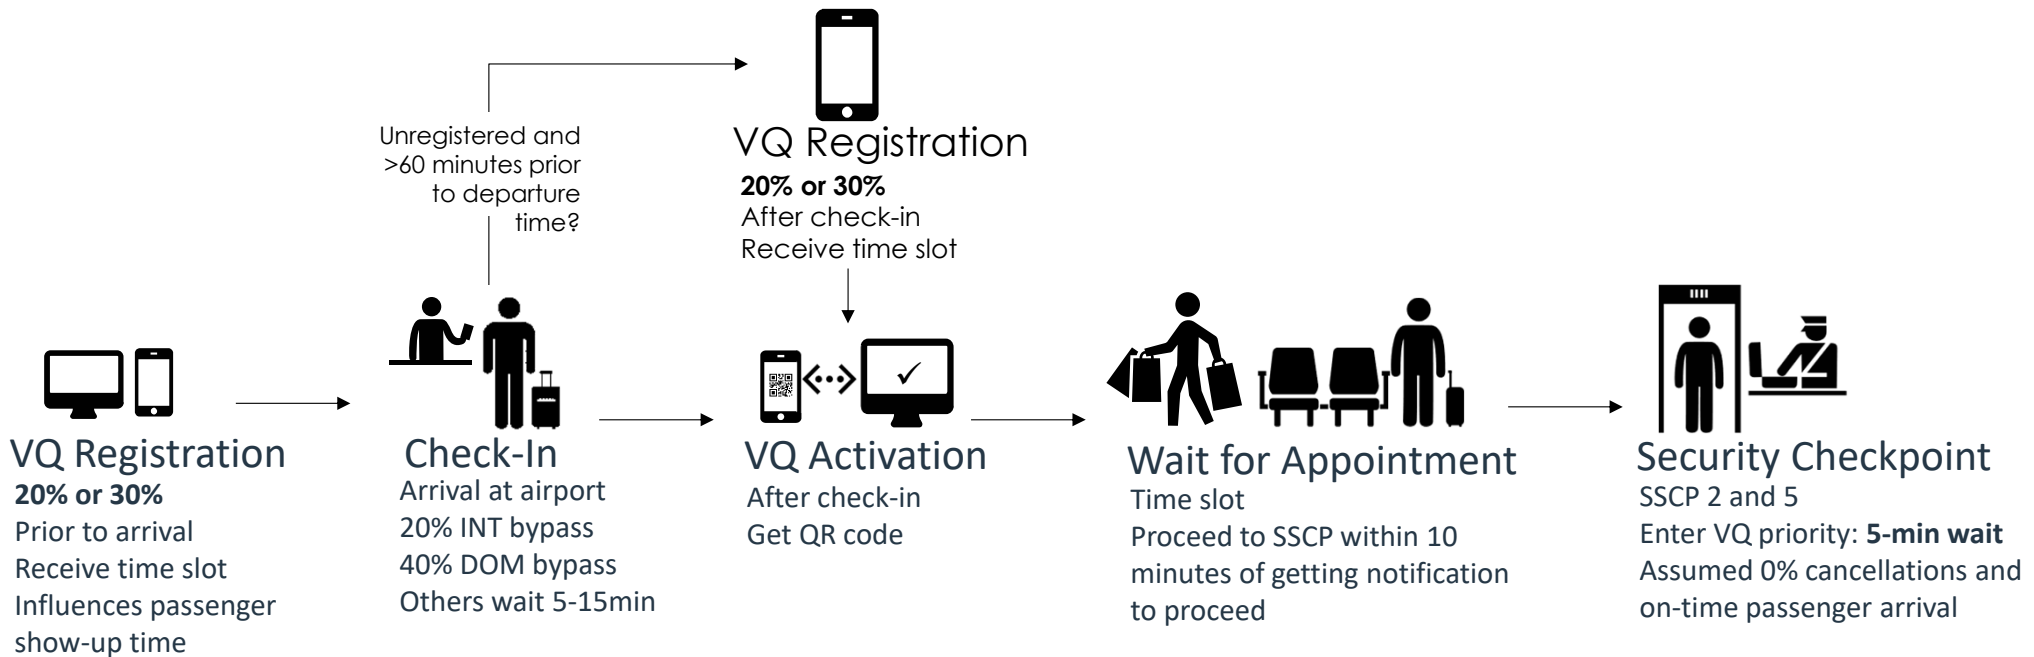 Unregistered and
>60 minutes prior
to departure
time?
VQ Registration
20% or 30%
After check-in
Receive time slot
VQ Registration
20% or 30%
Prior to arrival
Receive time slot
Influences passenger
show-up time
Check-In
Arrival at airport
20% INT bypass
40% DOM bypass
Others wait 5-15min
VQ Activation
After check-in
Get QR code
Wait for Appointment
Time slot
Proceed to SSCP within 10
minutes of getting notification
to proceed
Security Checkpoint
SSCP 2 and 5
Enter VQ priority: 5-min wait
Assumed 0% cancellations and
on-time passenger arrival